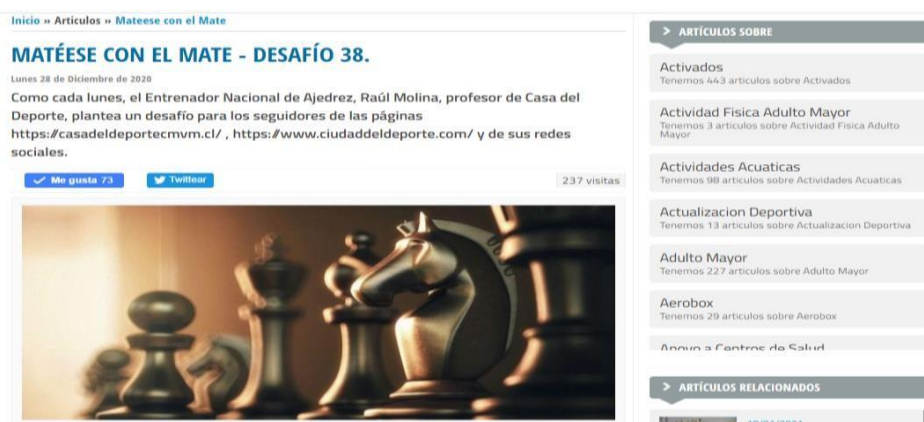 Inicio » Articulos » Mateese con el Mate
MATÉESE CON EL MATE - DESAFÍO 38.
Lunes 28 de Diciembre de 2020
Como cada lunes, el Entrenador Nacional de Ajedrez, Raúl Molina, profesor de Casa del
Deporte, plantea un desafío para los seguidores de las páginas
https://casadeldeportecmvm.cl/ , https://www.ciudaddeldeporte.com/ y de sus redes
sociales.
Me gusta 73
Twittear
237 visitas
ARTÍCULOS SOBRE
Activados
Tenemos 443 articulos sobre Activados
Actividad Fisica Adulto Mayor
Tenemos 3 articulos sobre Actividad Fisica Adulto
Mayor
Actividades Acuaticas
Tenemos 98 articulos sobre Actividades Acuaticas
Actualizacion Deportiva
Tenemos 13 articulos sobre Actualizacion Deportiva
Adulto Mayor
Tenemos 227 articulos sobre Adulto Mayor
Aerobox
Tenemos 29 articulos sobre Aerobox
Apoyo a Centros de Salud
ARTÍCULOS RELACIONADOS